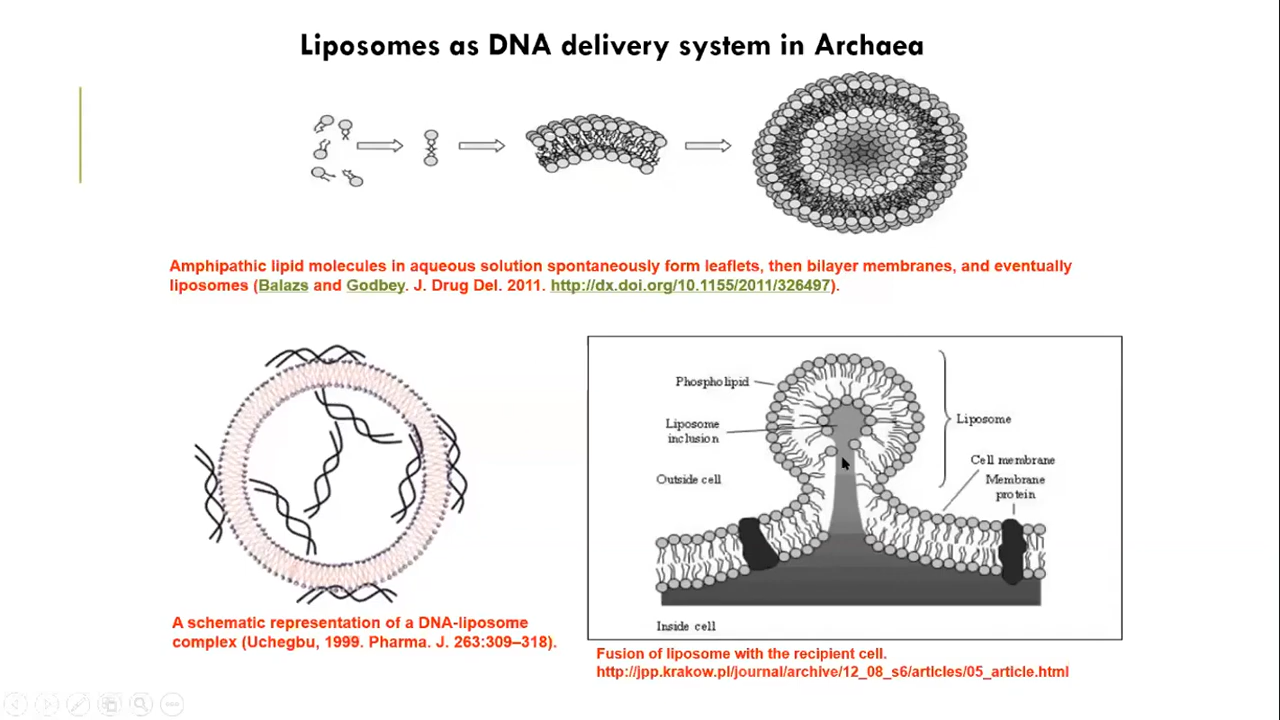 Liposomes as DNA delivery system in Archaea
Amphipathic lipid molecules in aqueous solution spontaneously form leaflets, then bilayer membranes, and eventually
liposomes (Balazs and Godbey. J. Drug Del. 2011. http://dx.doi.org/10.1155/2011/326497).
Phospholipid
Liposome
inclusion
Liposome
Cell membrane
Outside cell
Membrane
protein
Inside cell
A schematic representation of a DNA-liposome
complex (Uchegbu, 1999. Pharma. J. 263:309–318).
Fusion of liposome with the recipient cell.
http://jpp.krakow.pl/journal/archive/12_08_s6/articles/05_article.html